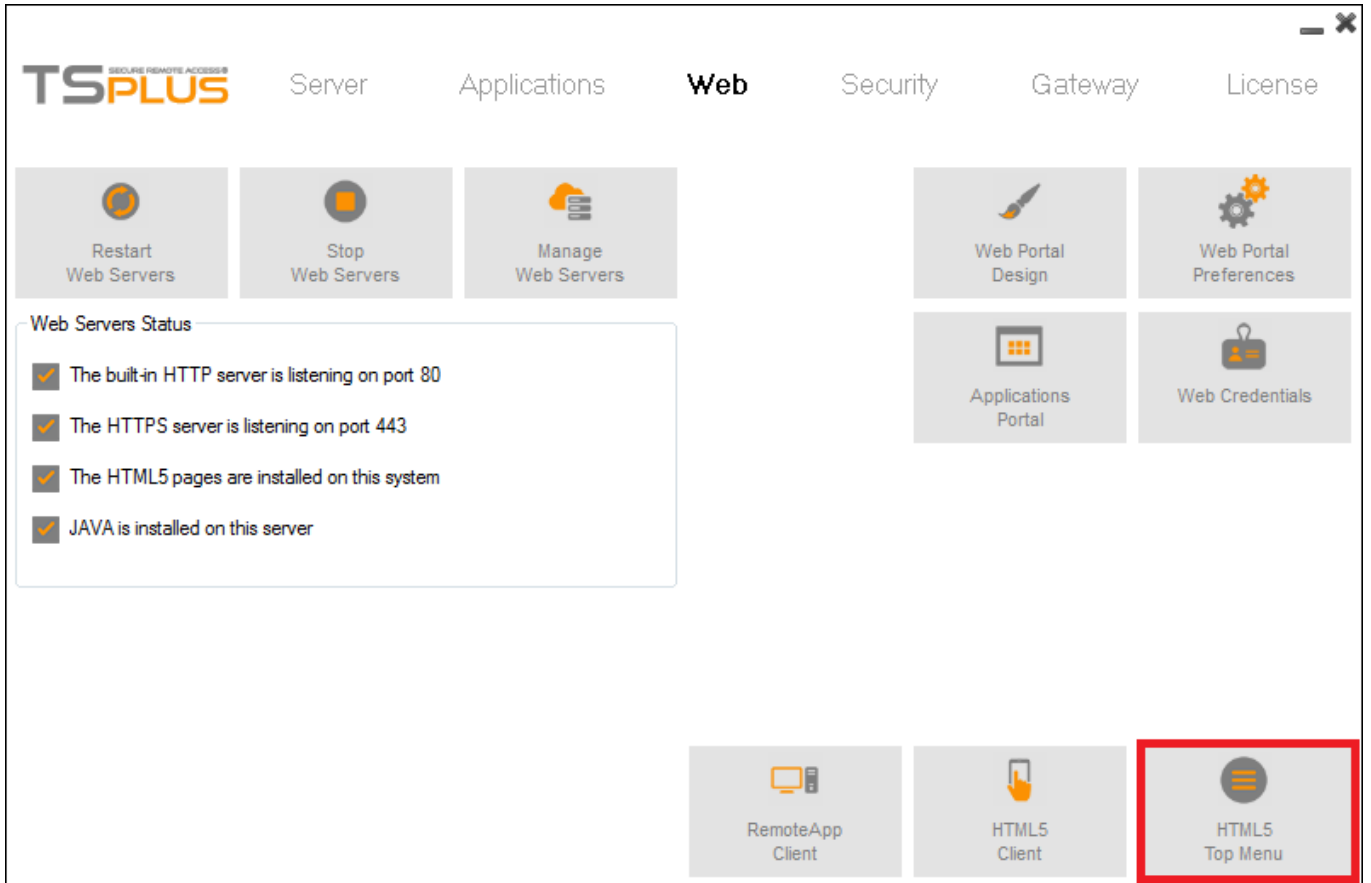 TSPLUS SECURE REMOTE ACCESS®
Server
Applications
Web
Security
Gateway
License
Restart
Web Servers
Stop
Web Servers
Manage
Web Servers
Web Portal
Design
Web Portal
Preferences
Web Servers Status
The built-in HTTP server is listening on port 80
The HTTPS server is listening on port 443
The HTML5 pages are installed on this system
JAVA is installed on this server
Applications
Portal
Web Credentials
RemoteApp
Client
HTML5
Client
HTML5
Top Menu